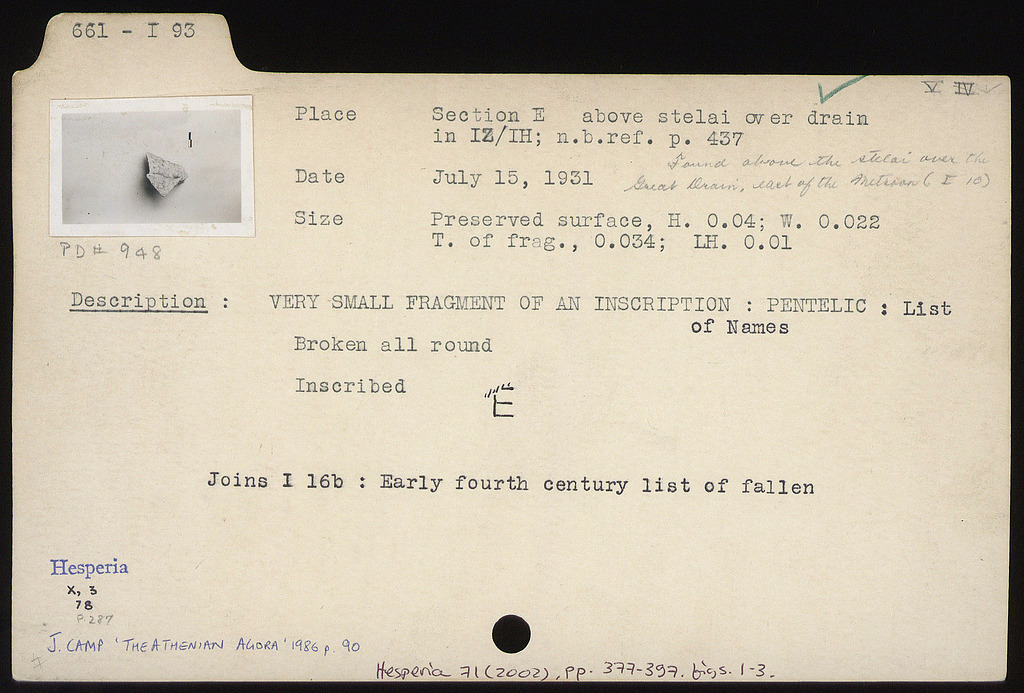 661 - I 93
V IV
Place Section E above stelai over drain
in IZ/IH; n.b.ref. p. 437
Found above the stelai over the
Great Drain, east of the Metroon (I 10)
Date July 15, 1931
Size Preserved surface, H. 0.04; W. 0.022
T. of frag., 0.034; LH. 0.01
PD# 948
Description : VERY SMALL FRAGMENT OF AN INSCRIPTION : PENTELIC : List
of Names
Broken all round
Inscribed E
Joins I 16b : Early fourth century list of fallen
Hesperia
X, 3
78
P. 287
J. CAMP 'THE ATHENIAN AGORA' 1986 p. 90
#
Hesperia 71 (2002), pp. 377-397, figs. 1-3.